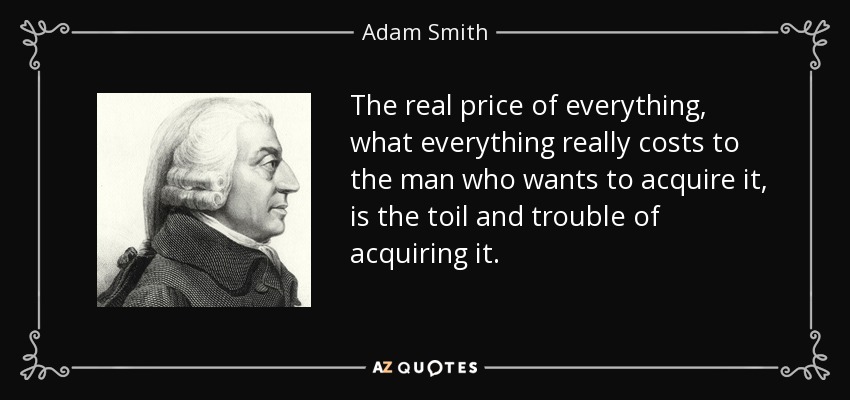 Adam Smith
The real price of everything,
what everything really costs to
the man who wants to acquire it,
is the toil and trouble of
acquiring it.
AZ QUOTES